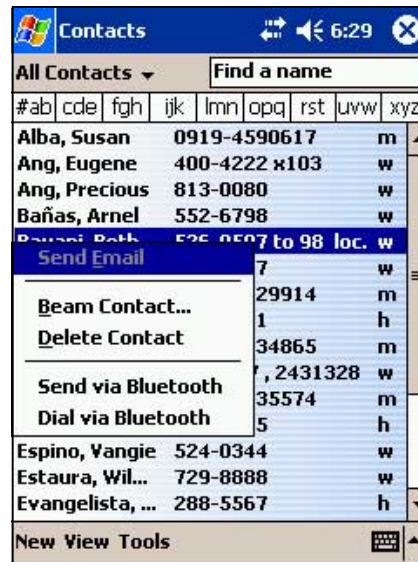 Contacts 6:29
All Contacts Find a name
#ab cde fgh ijk lmn opq rst uvw xyz
Alba, Susan 0919-4590617 m
Ang, Eugene 400-4222 x103 w
Ang, Precious 813-0080 w
Bañas, Arnel 552-6798 w
to 98 loc. w
Send Email 7 w
29914 m
Beam Contact... 1 h
Delete Contact 34865 m
, 2431328 w
Send via Bluetooth 35574 m
Dial via Bluetooth 5 h
Espino, Vangie 524-0344 w
Estaura, Wil... 729-8888 w
Evangelista, ... 288-5567 h
New View Tools